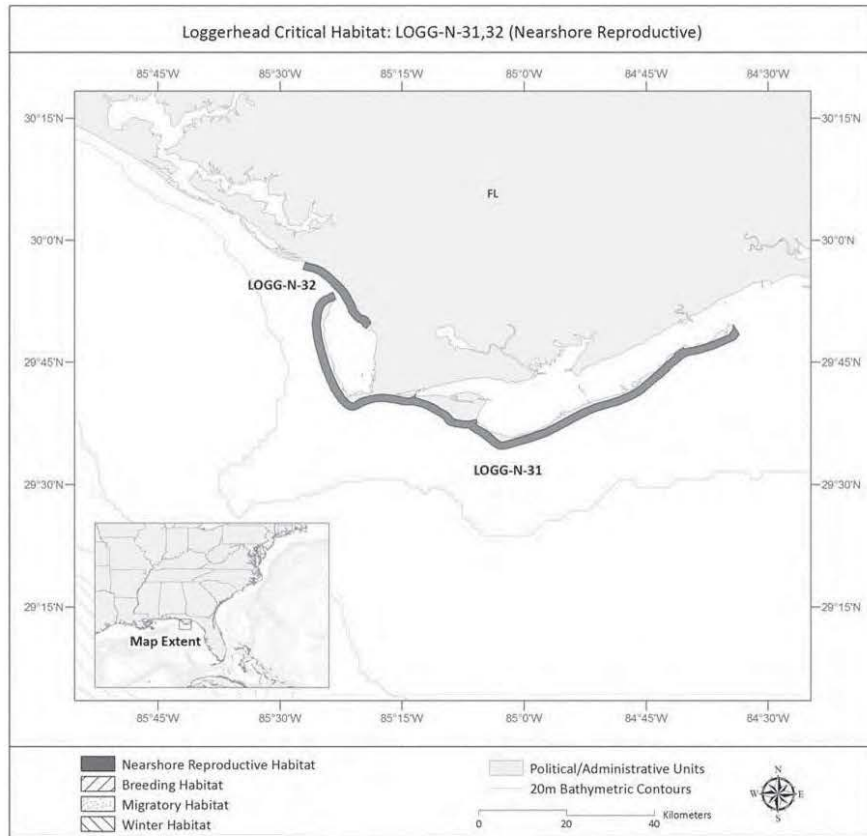 Loggerhead Critical Habitat: LOGG-N-31,32 (Nearshore Reproductive)
85°45'W 85°30'W 85°15'W 85°0'W 84°45'W 84°30'W
30°15'N 30°15'N
FL
30°0'N 30°0'N
LOGG-N-32
29°45'N 29°45'N
LOGG-N-31
29°30'N 29°30'N
29°15'N 29°15'N
Map Extent
85°45'W 85°30'W 85°15'W 85°0'W 84°45'W 84°30'W
Nearshore Reproductive Habitat
Breeding Habitat
Migratory Habitat
Winter Habitat
Political/Administrative Units
20m Bathymetric Contours
Kilometers
0 20 40
N
W E
S